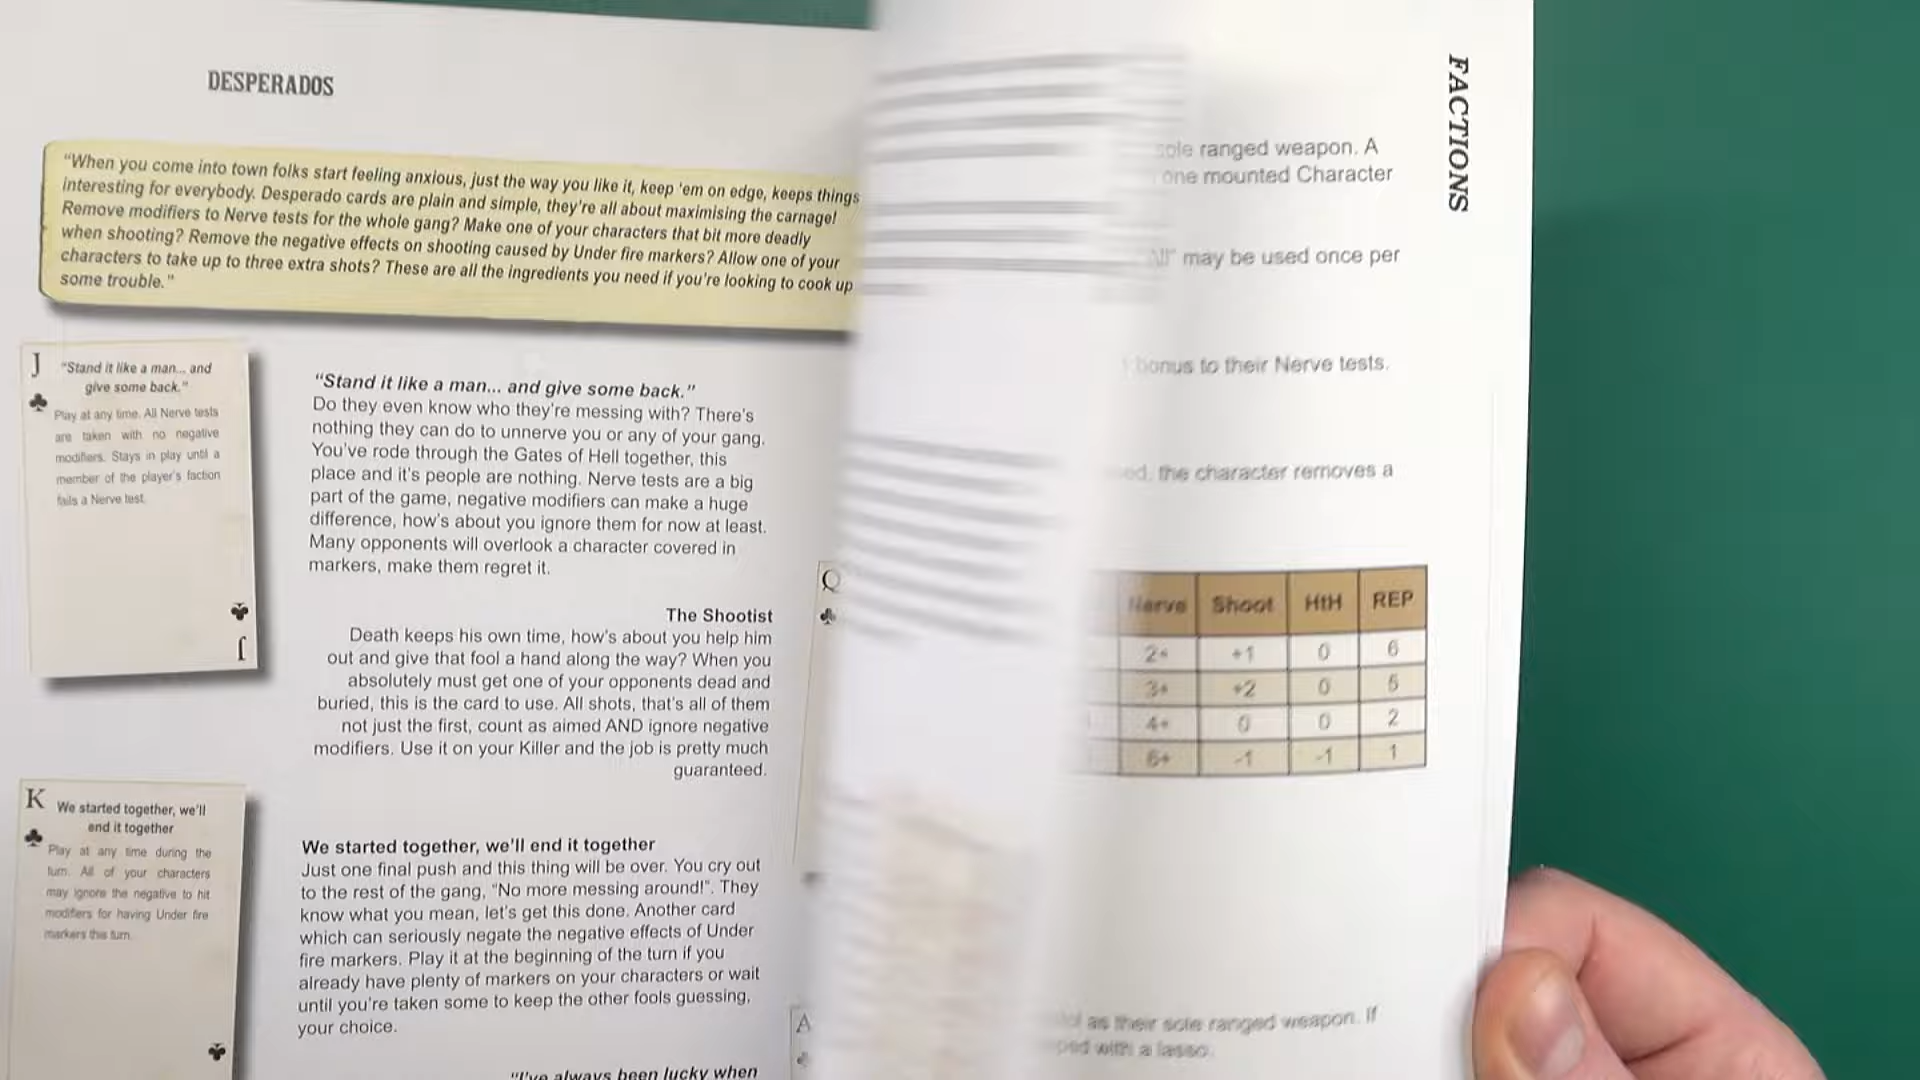 DESPERADOS
"When you come into town folks start feeling anxious, just the way you like it, keep 'em on edge, keeps things
interesting for everybody. Desperado cards are plain and simple, they're all about maximising the carnage!
Remove modifiers to Nerve tests for the whole gang? Make one of your characters that bit more deadly
when shooting? Remove the negative effects on shooting caused by Under fire markers? Allow one of your
characters to take up to three extra shots? These are all the ingredients you need if you're looking to cook up
some trouble."
J
"Stand it like a man... and
give some back."
Play at any time. All Nerve tests
are taken with no negative
modifiers. Stays in play until a
member of the player's faction
fails a Nerve test.
J
"Stand it like a man... and give some back."
Do they even know who they're messing with? There's
nothing they can do to unnerve you or any of your gang.
You've rode through the Gates of Hell together, this
place and it's people are nothing. Nerve tests are a big
part of the game, negative modifiers can make a huge
difference, how's about you ignore them for now at least.
Many opponents will overlook a character covered in
markers, make them regret it.
The Shootist
Death keeps his own time, how's about you help him
out and give that fool a hand along the way? When you
absolutely must get one of your opponents dead and
buried, this is the card to use. All shots, that's all of them
not just the first, count as aimed AND ignore negative
modifiers. Use it on your Killer and the job is pretty much
guaranteed.
Q
K
We started together, we'll
end it together
Play at any time during the
turn. All of your characters
may ignore the negative to hit
modifiers for having Under fire
markers this turn.
We started together, we'll end it together
Just one final push and this thing will be over. You cry out
to the rest of the gang, "No more messing around!". They
know what you mean, let's get this done. Another card
which can seriously negate the negative effects of Under
fire markers. Play it at the beginning of the turn if you
already have plenty of markers on your characters or wait
until you're taken some to keep the other fools guessing,
your choice.
A
"I've always been lucky when
FACTIONS
sole ranged weapon. A
one mounted Character
All" may be used once per
bonus to their Nerve tests.
the character removes a
Nerve Shoot HtH REP
2+ +1 0 6
3+ +2 0 5
4+ 0 0 2
6+ -1 -1 1
as their sole ranged weapon. If
with a lasso.